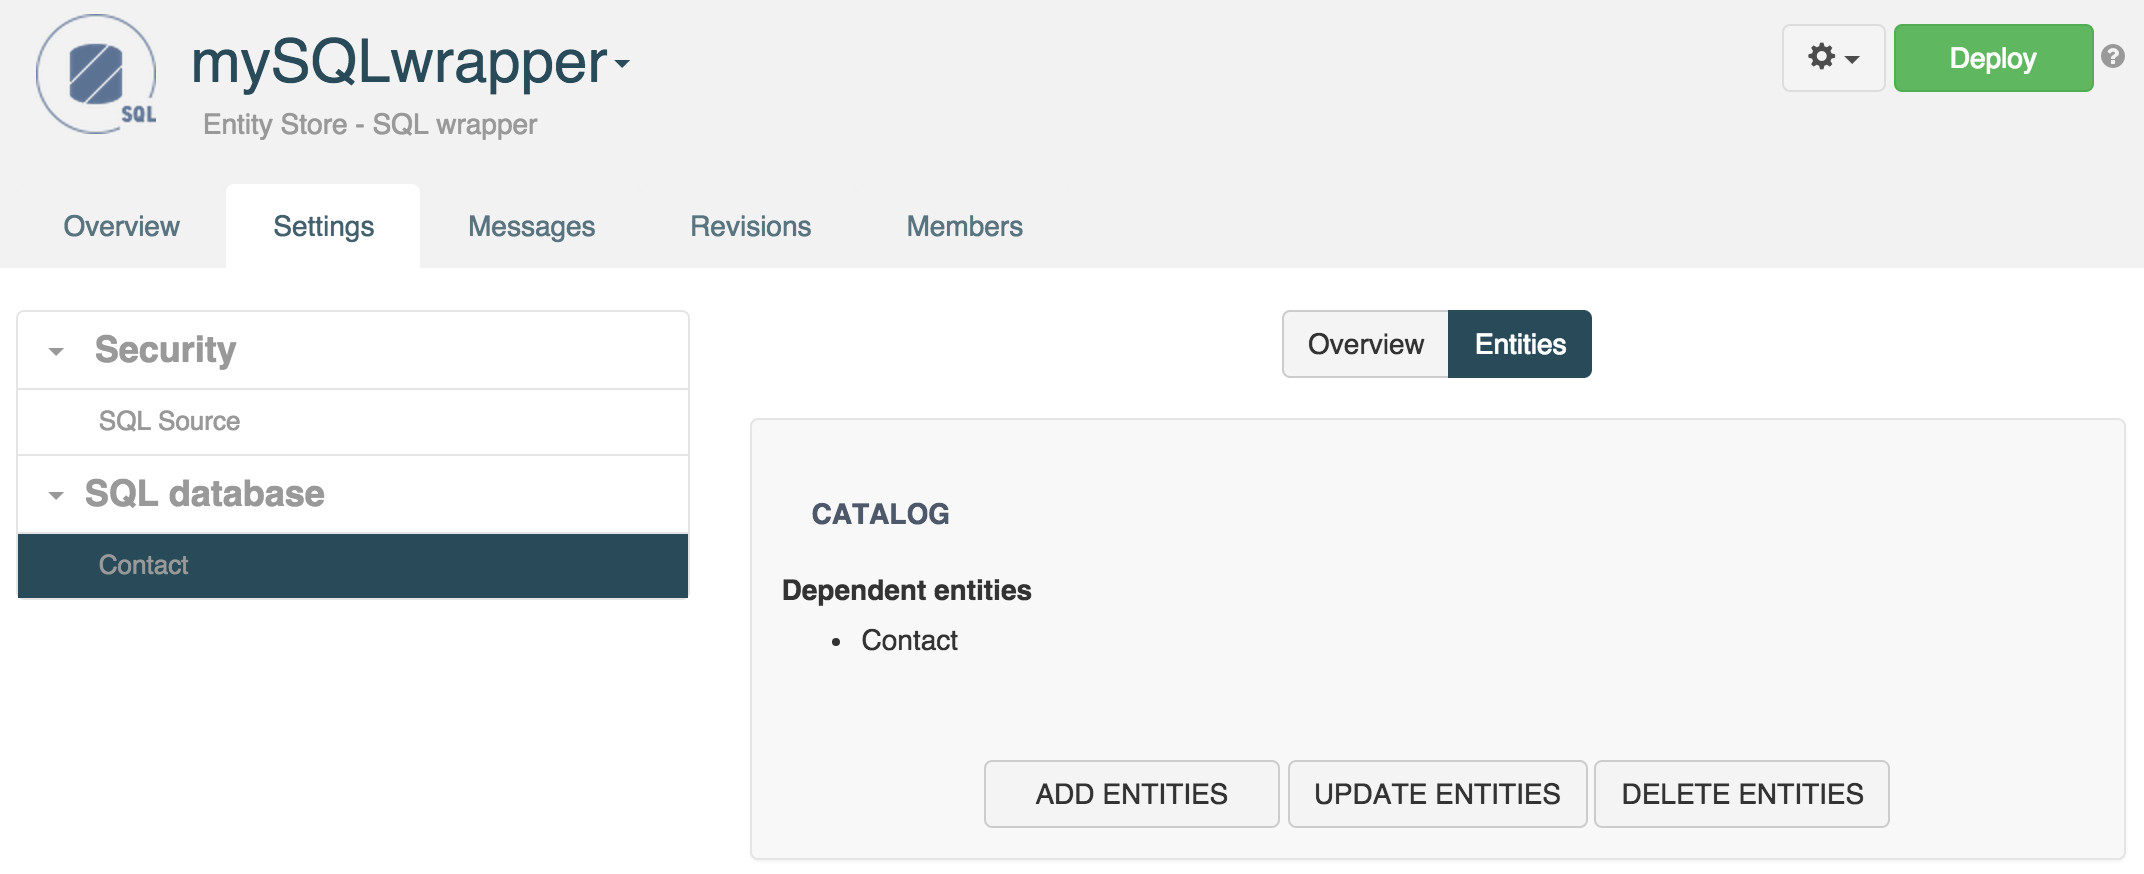 SQL
mySQLwrapper
Entity Store - SQL wrapper
Deploy
?
Overview
Settings
Messages
Revisions
Members
Security
SQL Source
SQL database
Contact
Overview
Entities
CATALOG
Dependent entities
• Contact
ADD ENTITIES
UPDATE ENTITIES
DELETE ENTITIES